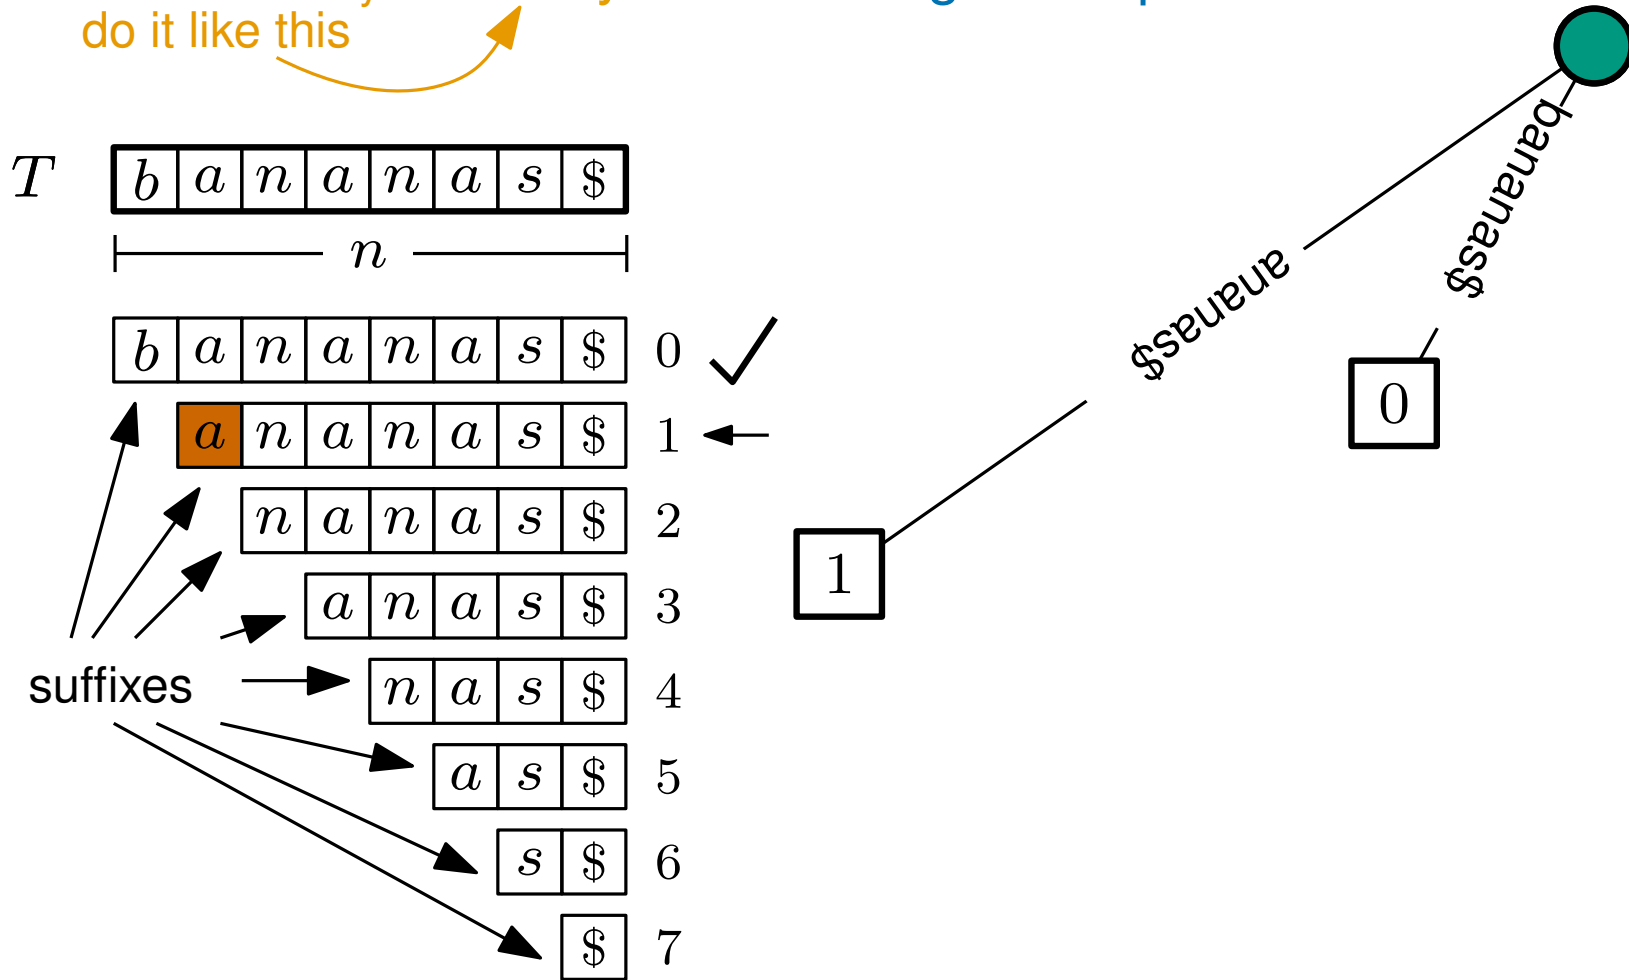 do it like this
T b a n a n a s $
n
b a n a n a s $ 0
a n a n a s $ 1
n a n a s $ 2
a n a s $ 3
n a s $ 4
a s $ 5
s $ 6
$ 7
suffixes
bananas$
ananas$
0
1